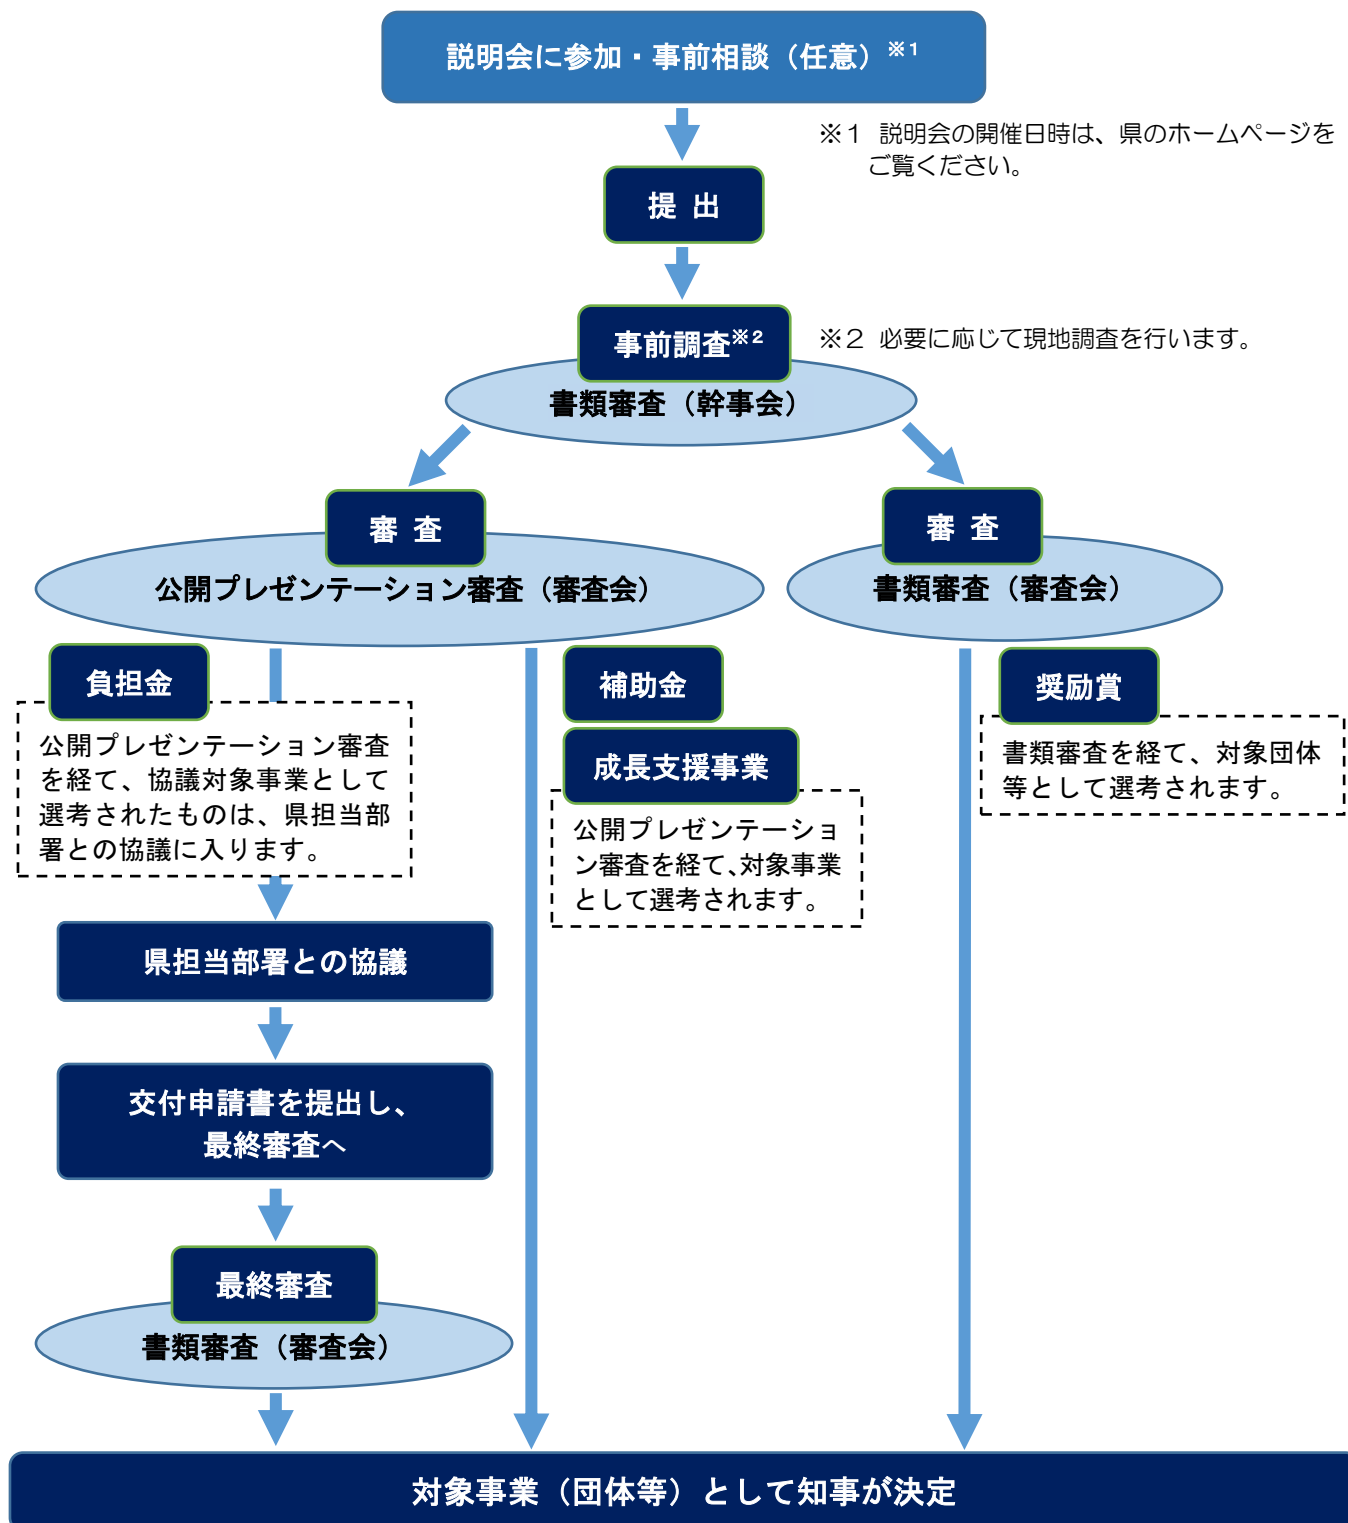 説明会に参加・事前相談（任意）※1
※1 説明会の開催日時は、県のホームページを
ご覧ください。
提 出
事前調査※2
※2 必要に応じて現地調査を行います。
書類審査（幹事会）
審 査
公開プレゼンテーション審査（審査会）
審 査
書類審査（審査会）
負担金
公開プレゼンテーション審査
を経て、協議対象事業として
選考されたものは、県担当部
署との協議に入ります。
補助金
成長支援事業
公開プレゼンテーショ
ン審査を経て、対象事業
として選考されます。
奨励賞
書類審査を経て、対象団体
等として選考されます。
県担当部署との協議
交付申請書を提出し、
最終審査へ
最終審査
書類審査（審査会）
対象事業（団体等）として知事が決定